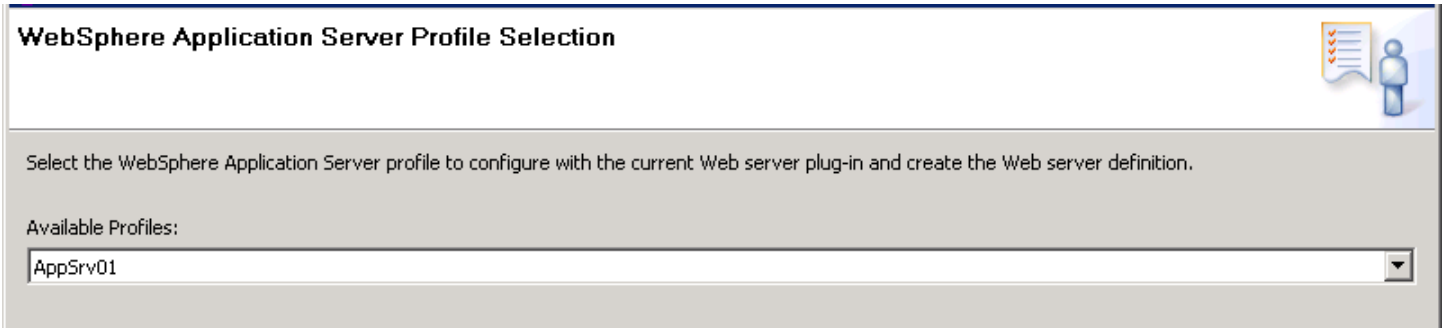 WebSphere Application Server Profile Selection
Select the WebSphere Application Server profile to configure with the current Web server plug-in and create the Web server definition.
Available Profiles:
AppSrv01